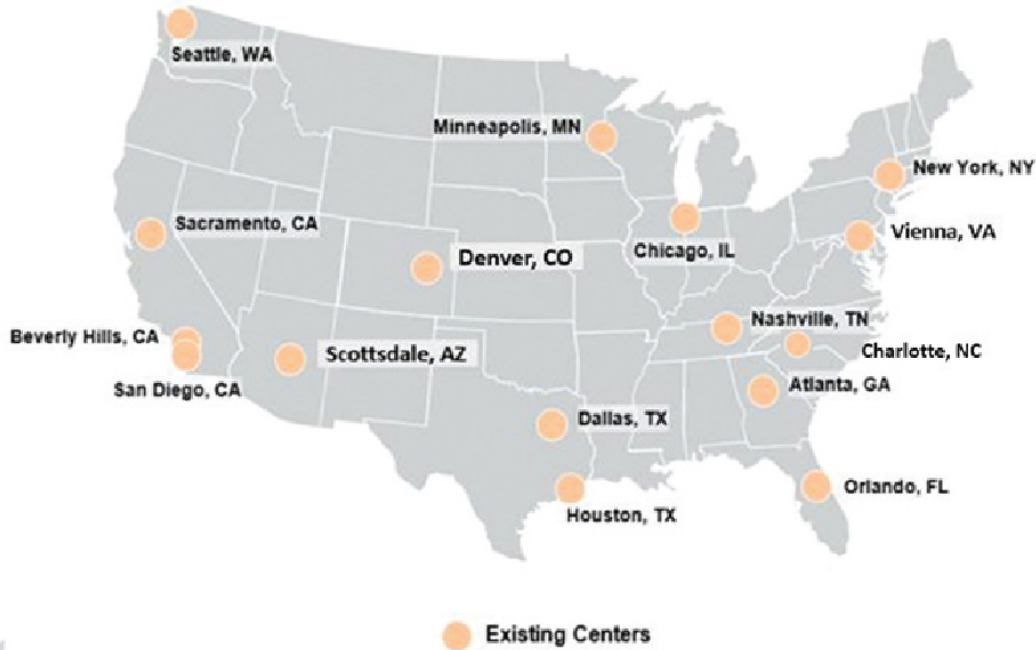 Seattle, WA
Minneapolis, MN
New York, NY
Sacramento, CA
Vienna, VA
Chicago, IL
Denver, CO
Nashville, TN
Beverly Hills, CA
Charlotte, NC
Scottsdale, AZ
San Diego, CA
Atlanta, GA
Dallas, TX
Orlando, FL
Houston, TX
Existing Centers